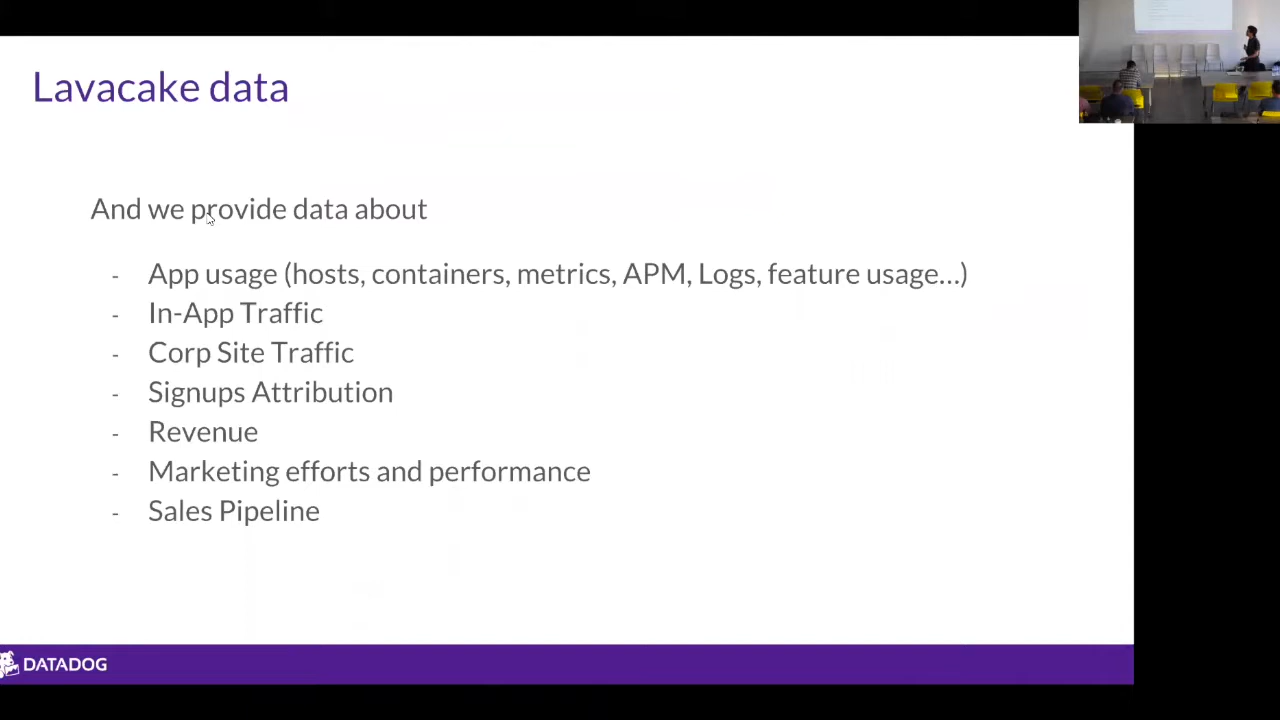 Lavacake data
And we provide data about
- App usage (hosts, containers, metrics, APM, Logs, feature usage...)
- In-App Traffic
- Corp Site Traffic
- Signups Attribution
- Revenue
- Marketing efforts and performance
- Sales Pipeline
DATADOG